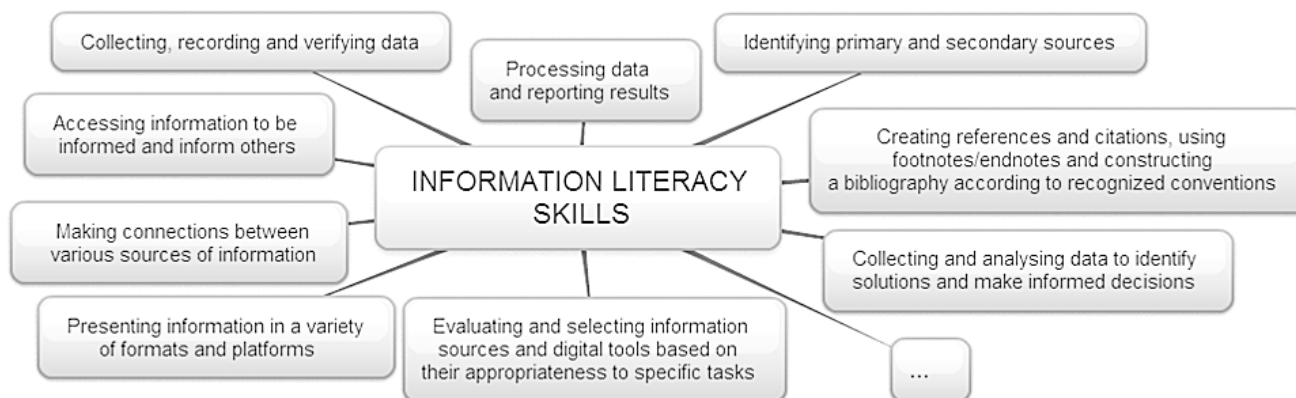 Collecting, recording and verifying data
Processing data
and reporting results
Identifying primary and secondary sources
Accessing information to be
informed and inform others
INFORMATION LITERACY
SKILLS
Creating references and citations, using
footnotes/endnotes and constructing
a bibliography according to recognized conventions
Making connections between
various sources of information
Collecting and analysing data to identify
solutions and make informed decisions
Presenting information in a variety
of formats and platforms
Evaluating and selecting information
sources and digital tools based on
their appropriateness to specific tasks
...